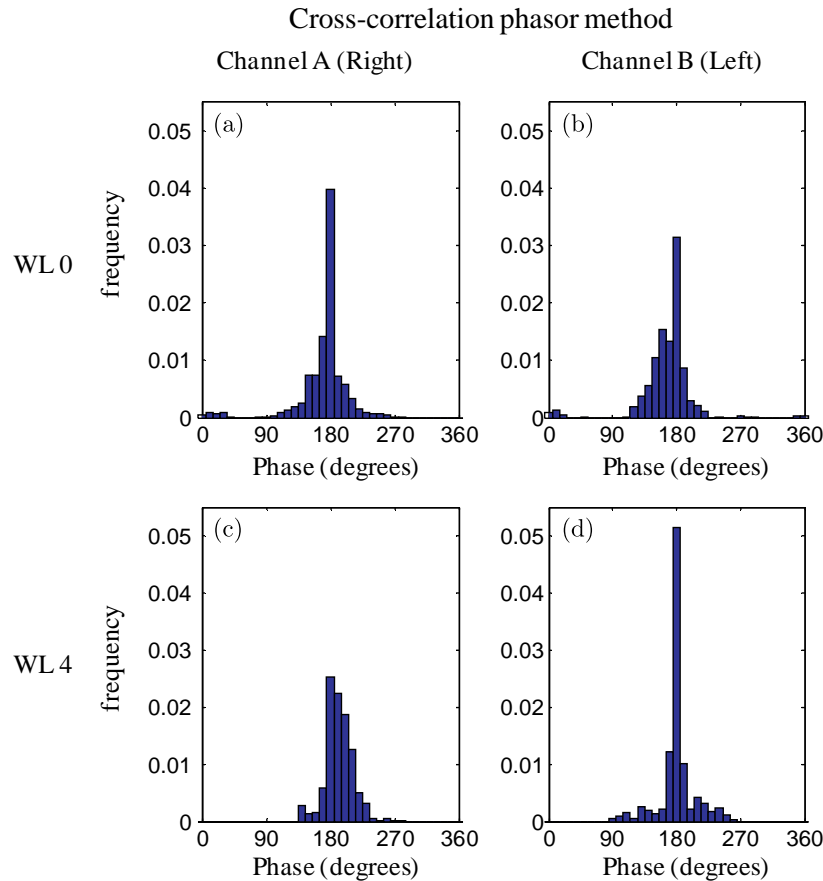 Cross-correlation phasor method
Channel A (Right)
Channel B (Left)
WL 0
(a)
frequency
0.05
0.04
0.03
0.02
0.01
0
0 90 180 270 360
Phase (degrees)
(b)
0.05
0.04
0.03
0.02
0.01
0
0 90 180 270 360
Phase (degrees)
WL 4
(c)
frequency
0.05
0.04
0.03
0.02
0.01
0
0 90 180 270 360
Phase (degrees)
(d)
0.05
0.04
0.03
0.02
0.01
0
0 90 180 270 360
Phase (degrees)